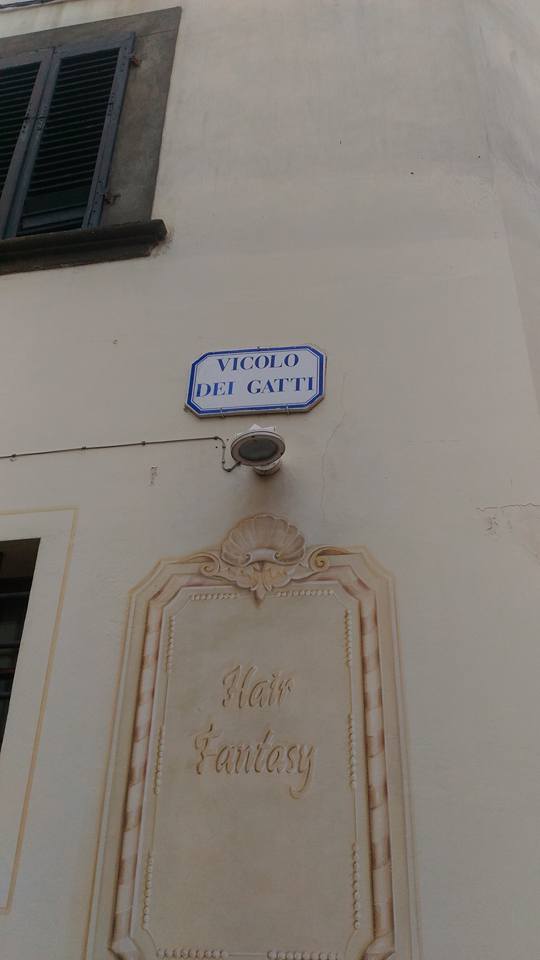 VICOLO
DEI GATTI
Hair
Fantasy